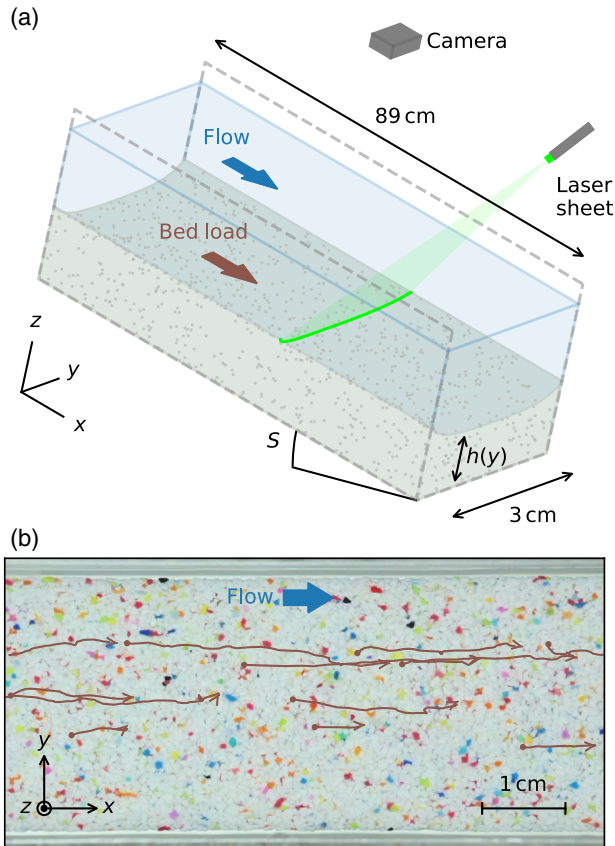 (a)
Camera
89 cm
Flow
Laser
sheet
Bed load
z
y
x
S
h(y)
3 cm
(b)
Flow
y
z
x
1 cm